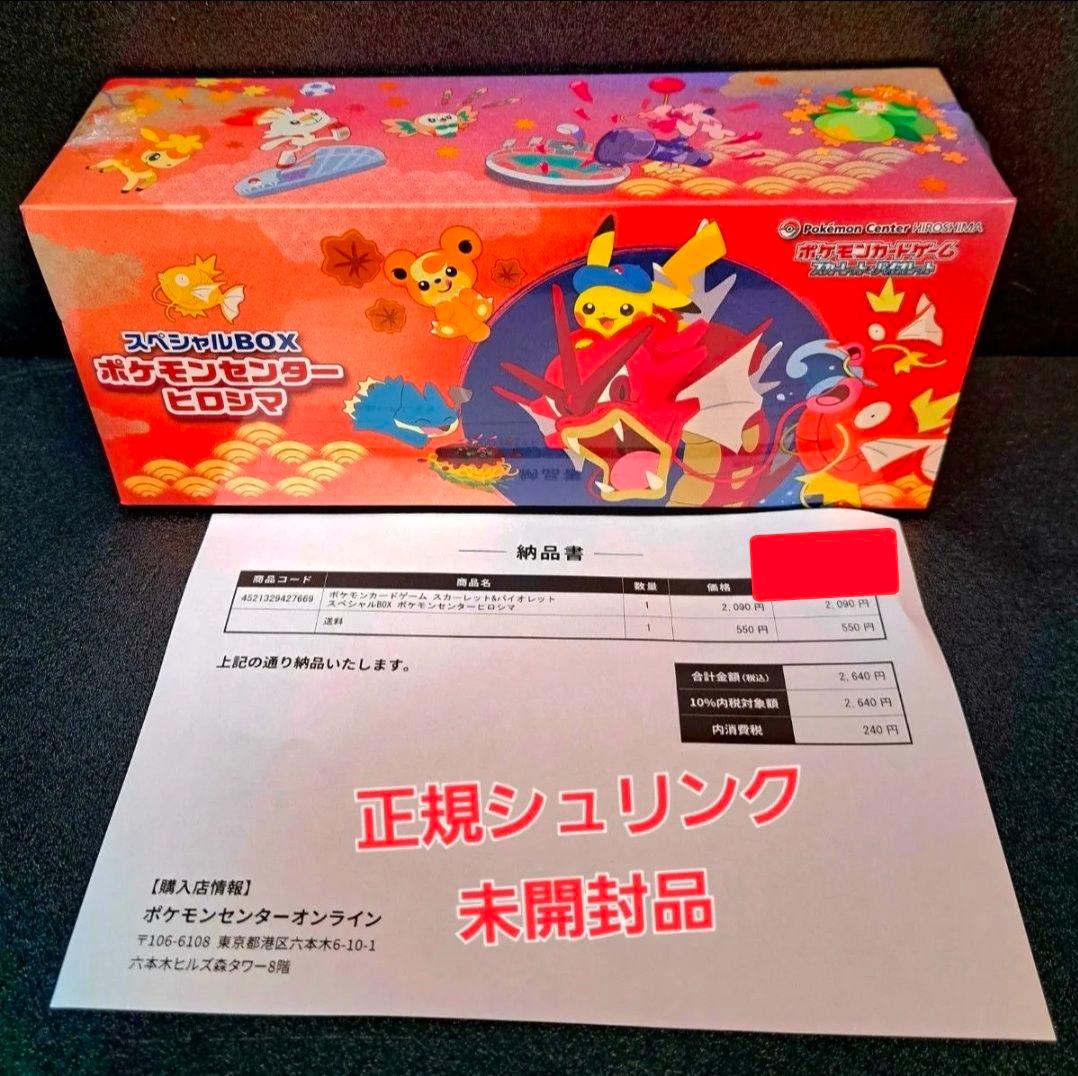 Pokémon Center HIROSHIMA
ポケモンカードゲーム
スカーレット&バイオレット
スペシャルBOX
ポケモンセンター
ヒロシマ
納品書
商品コード 商品名 数量 価格
4521329427669 ポケモンカードゲーム スカーレット&バイオレット
スペシャルBOX ポケモンセンターヒロシマ 1 2,090 円 2,090 円
送料 1 550 円 550 円
上記の通り納品いたします。
合計金額(税込) 2,640 円
10%内税対象額 2,640 円
内消費税 240 円
正規シュリンク
未開封品
【購入店情報】
ポケモンセンターオンライン
〒106-6108 東京都港区六本木6-10-1
六本木ヒルズ森タワー8階